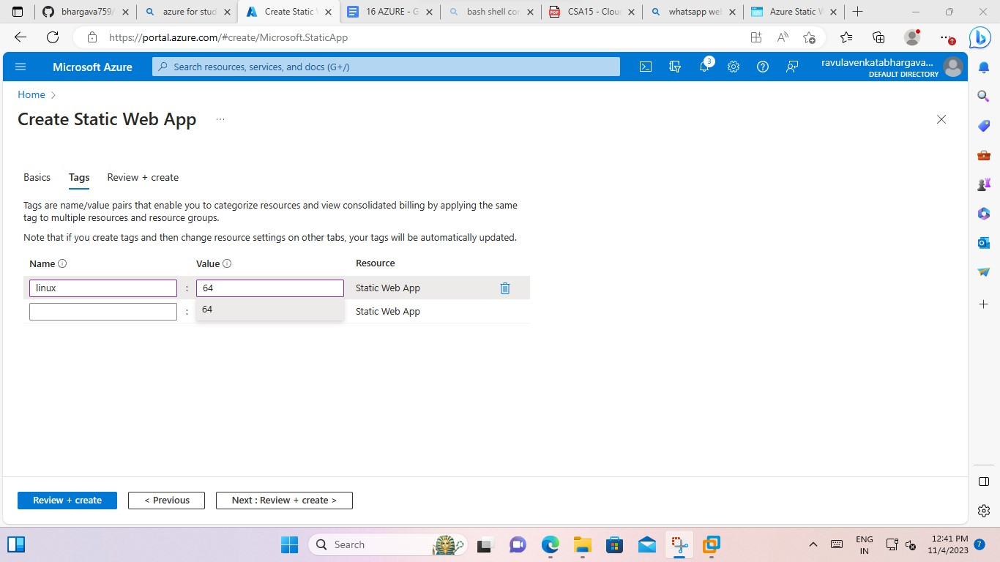 bhargava759/
azure for stud
Create Static
16 AZURE - G
bash shell cor
PDF
CSA15 - Clou
whatsapp wel
Azure Static W
https://portal.azure.com/#create/Microsoft.StaticApp
Microsoft Azure
Search resources, services, and docs (G+/)
3
ravulavenkatabhargava...
DEFAULT DIRECTORY
Home >
Create Static Web App ...
Basics Tags Review + create
Tags are name/value pairs that enable you to categorize resources and view consolidated billing by applying the same
tag to multiple resources and resource groups.
Note that if you create tags and then change resource settings on other tabs, your tags will be automatically updated.
Name Value Resource
linux : 64 Static Web App
: 64 Static Web App
Review + create < Previous Next : Review + create >
Search
ENG
IN
12:41 PM
11/4/2023
7